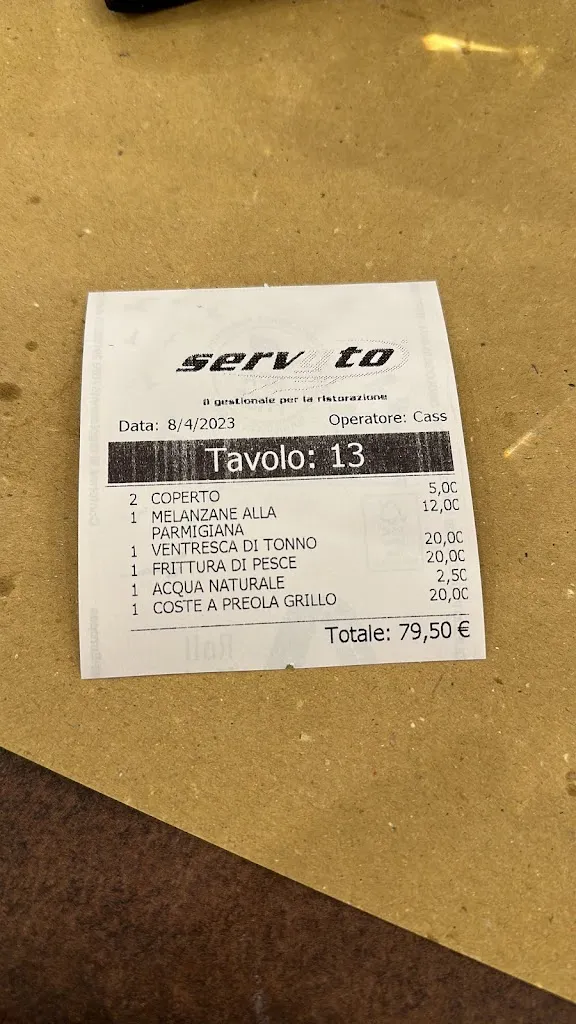 servito
il gestionale per la ristorazione
Data: 8/4/2023 Operatore: Cass
Tavolo: 13
2 COPERTO 5,00
1 MELANZANE ALLA 12,00
PARMIGIANA
1 VENTRESCA DI TONNO 20,00
1 FRITTURA DI PESCE 20,00
1 ACQUA NATURALE 2,50
1 COSTE A PREOLA GRILLO 20,00
Totale: 79,50 €